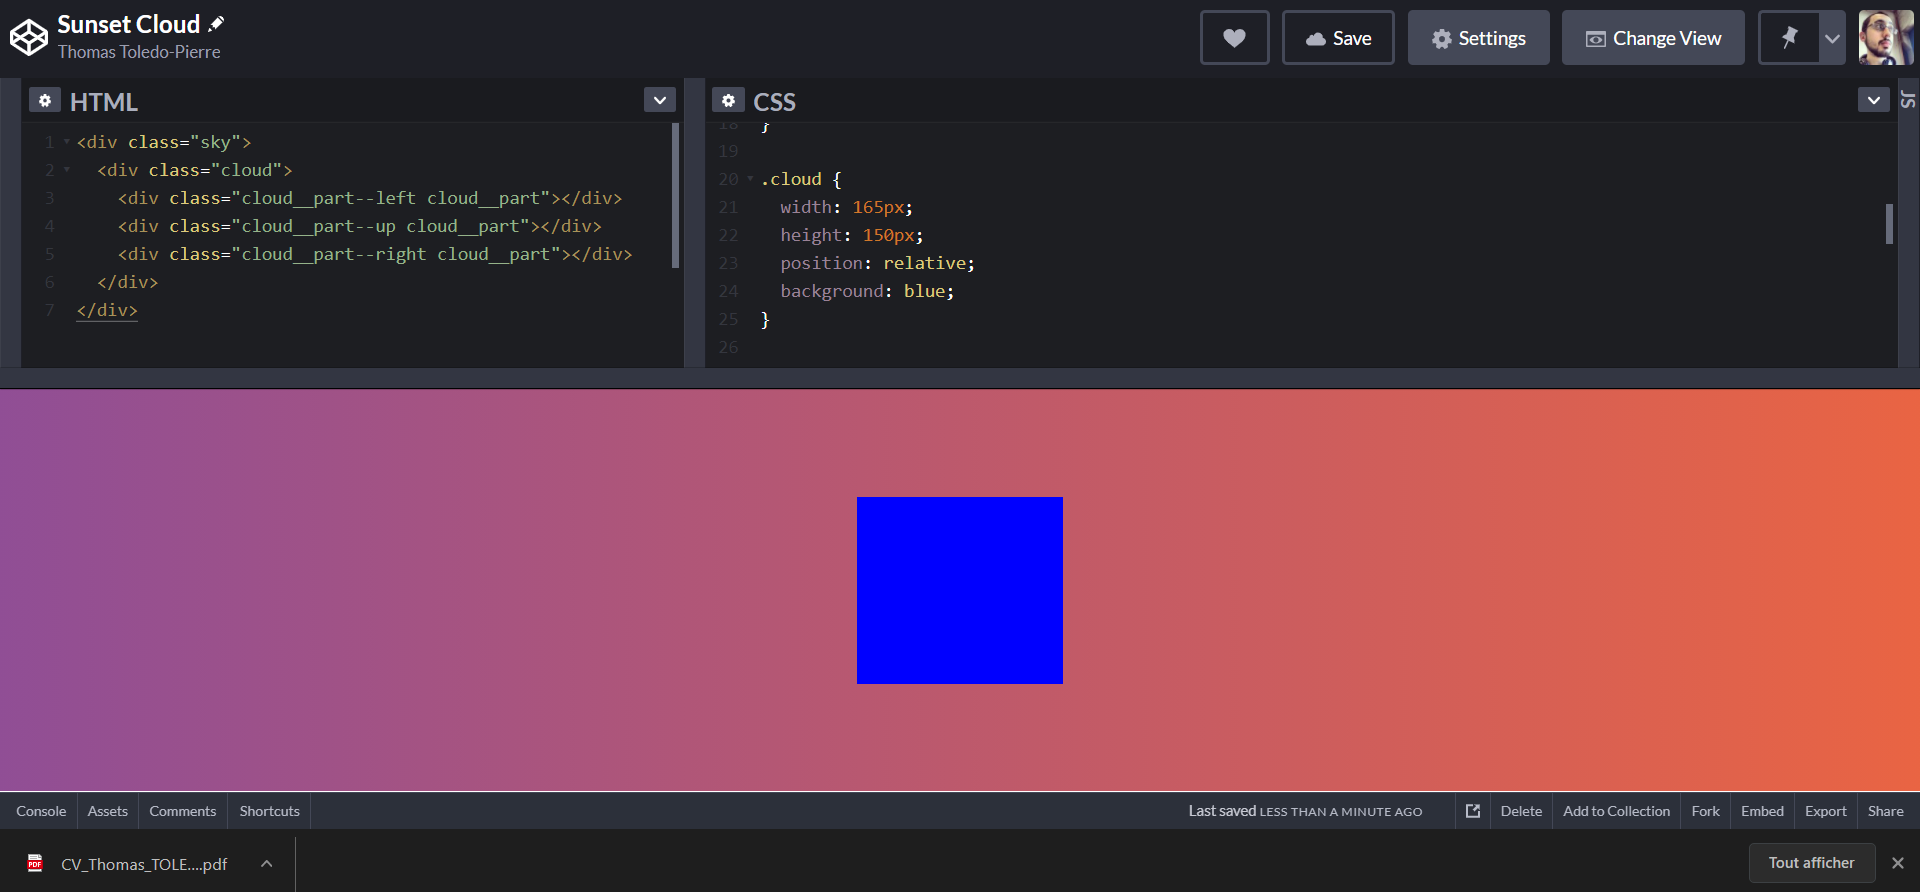 Sunset Cloud
Thomas Toledo-Pierre
Save
Settings
Change View
HTML
1 <div class="sky">
2 <div class="cloud">
3 <div class="cloud__part--left cloud__part"></div>
4 <div class="cloud__part--up cloud__part"></div>
5 <div class="cloud__part--right cloud__part"></div>
6 </div>
7 </div>
CSS
18 }
19
20 .cloud {
21 width: 165px;
22 height: 150px;
23 position: relative;
24 background: blue;
25 }
26
JS
Console
Assets
Comments
Shortcuts
Last saved LESS THAN A MINUTE AGO
Delete
Add to Collection
Fork
Embed
Export
Share
PDF
CV_Thomas_TOLE....pdf
Tout afficher